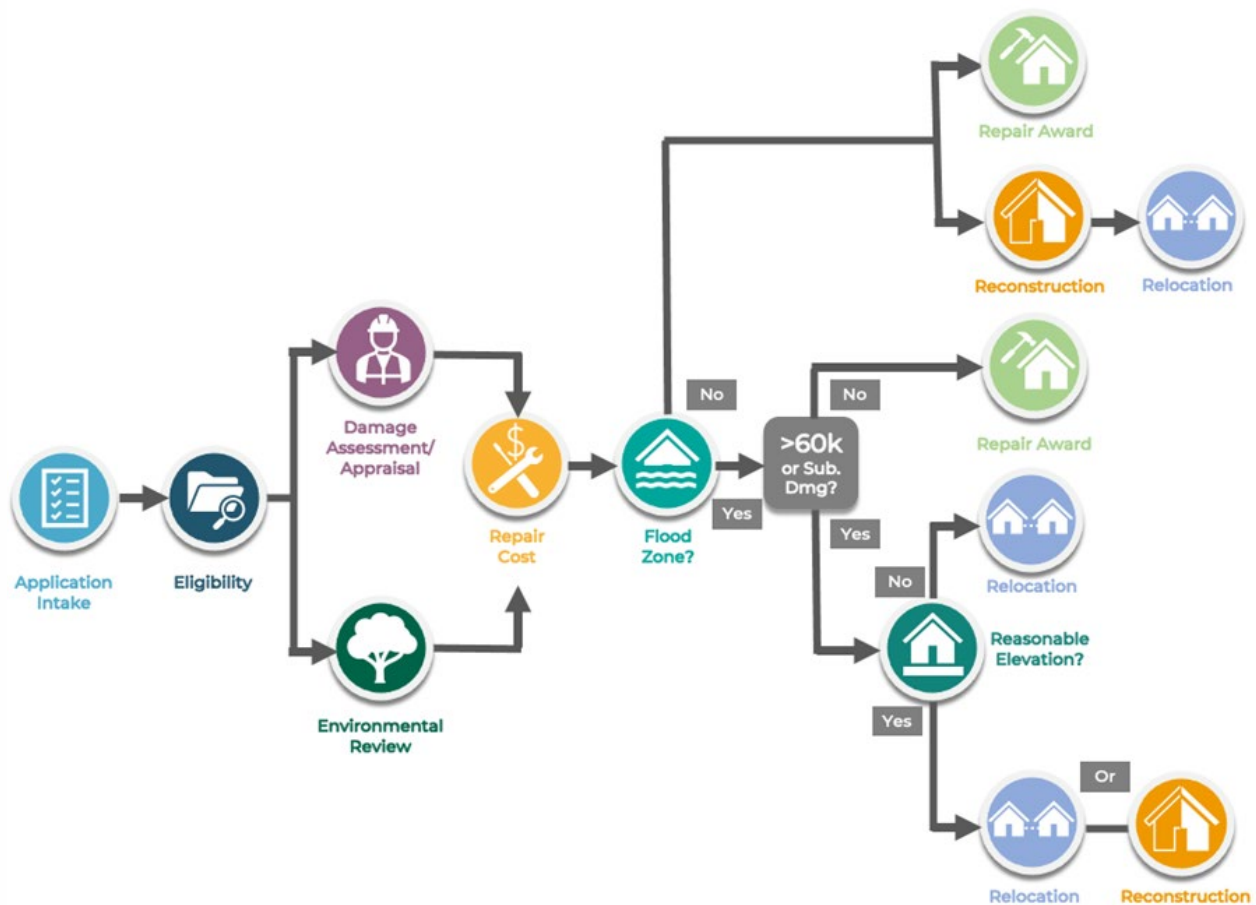 Repair Award
Reconstruction
Relocation
No
No
Damage
Assessment/
Appraisal
>60k
or Sub.
Dmg?
Repair Award
Yes
Yes
Repair
Cost
Flood
Zone?
Application
Intake
Eligibility
No
Relocation
Reasonable
Elevation?
Environmental
Review
Yes
Or
Relocation
Reconstruction
$